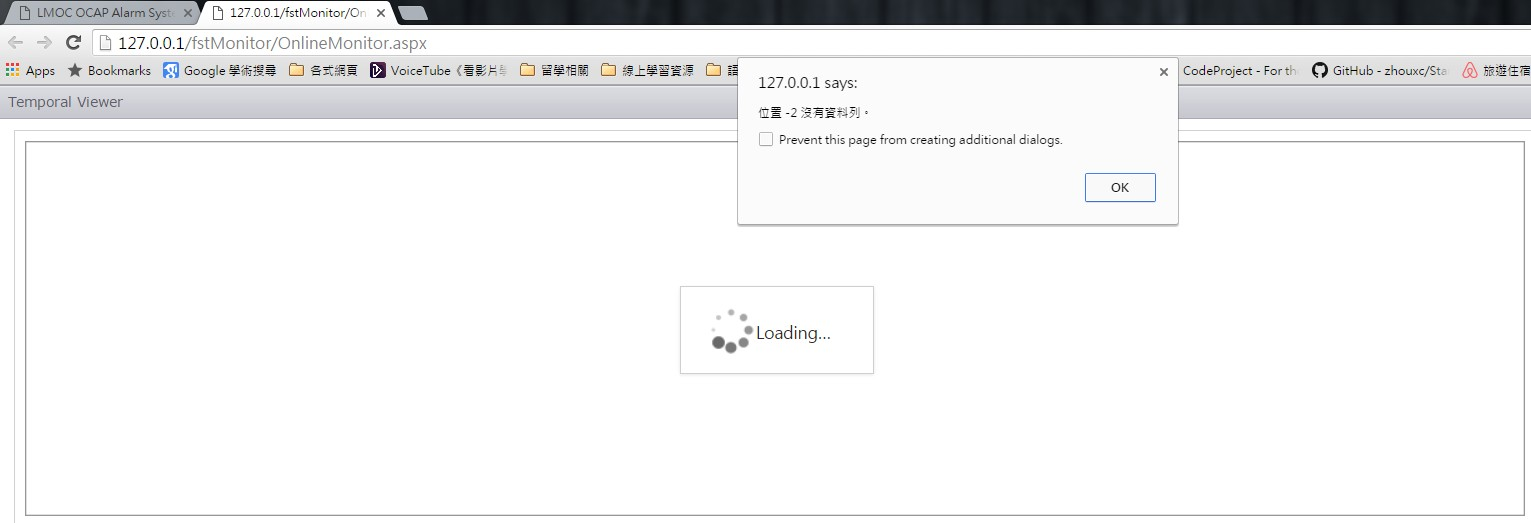 LMOC OCAP Alarm Syst
127.0.0.1/fstMonitor/On
127.0.0.1/fstMonitor/OnlineMonitor.aspx
Apps Bookmarks Google 學術搜尋 各式網頁 VoiceTube《看影片學 留學相關 線上學習資源 語 CodeProject - For th GitHub - zhouxc/Sta 旅遊住宿
Temporal Viewer
127.0.0.1 says:
位置 -2 沒有資料列。
Prevent this page from creating additional dialogs.
OK
Loading...